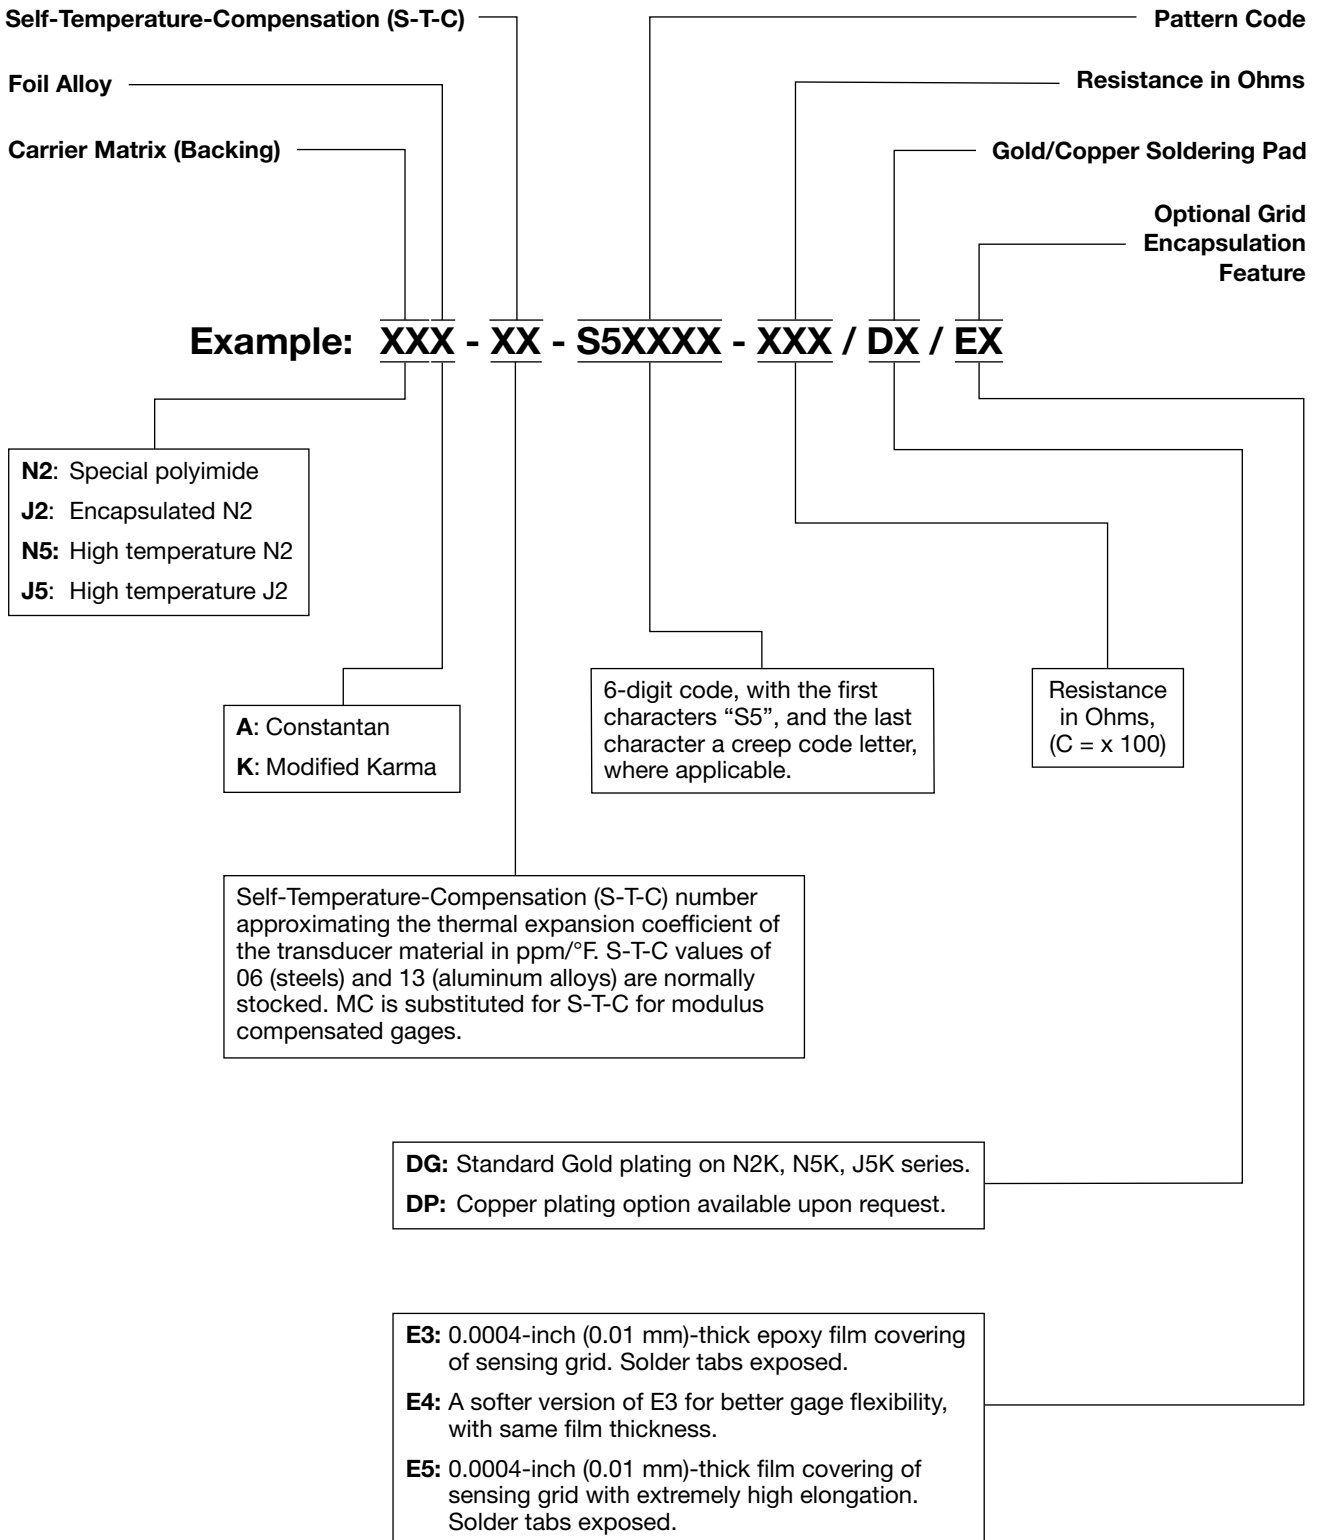 Self-Temperature-Compensation (S-T-C)
Pattern Code
Foil Alloy
Resistance in Ohms
Carrier Matrix (Backing)
Gold/Copper Soldering Pad
Optional Grid
Encapsulation
Feature
Example: XXX - XX - S5XXXX - XXX / DX / EX
N2: Special polyimide
J2: Encapsulated N2
N5: High temperature N2
J5: High temperature J2
A: Constantan
K: Modified Karma
6-digit code, with the first
characters “S5”, and the last
character a creep code letter,
where applicable.
Resistance
in Ohms,
(C = x 100)
Self-Temperature-Compensation (S-T-C) number
approximating the thermal expansion coefficient of
the transducer material in ppm/°F. S-T-C values of
06 (steels) and 13 (aluminum alloys) are normally
stocked. MC is substituted for S-T-C for modulus
compensated gages.
DG: Standard Gold plating on N2K, N5K, J5K series.
DP: Copper plating option available upon request.
E3: 0.0004-inch (0.01 mm)-thick epoxy film covering
of sensing grid. Solder tabs exposed.
E4: A softer version of E3 for better gage flexibility,
with same film thickness.
E5: 0.0004-inch (0.01 mm)-thick film covering of
sensing grid with extremely high elongation.
Solder tabs exposed.